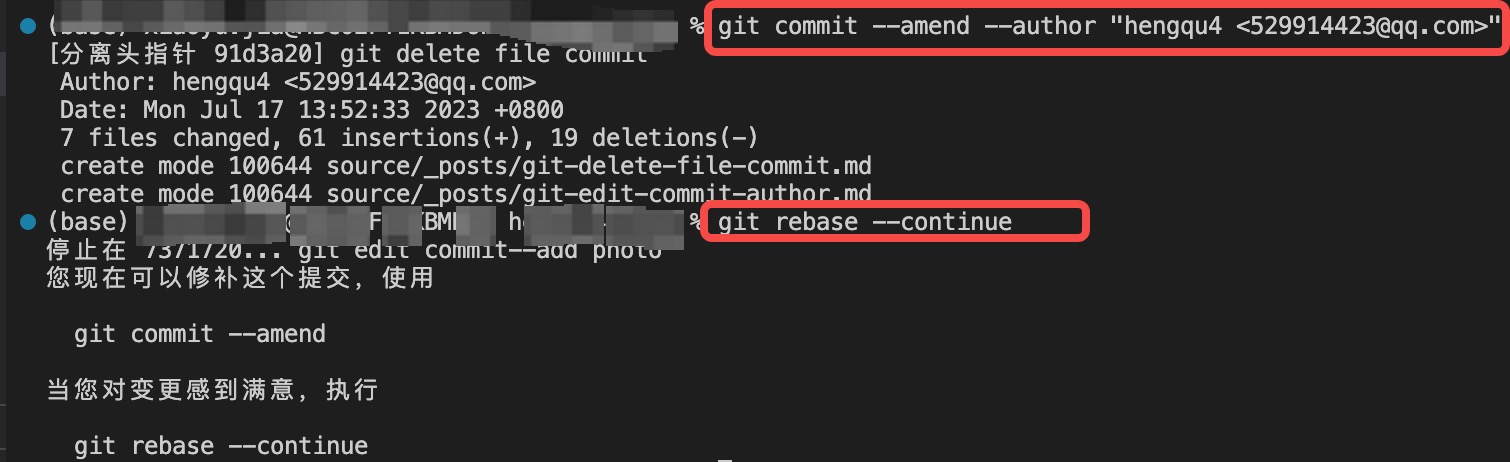 (base) % git commit --amend --author "hengqu4 <529914423@qq.com>"
[分离头指针 91d3a20] git delete file commit
Author: hengqu4 <529914423@qq.com>
Date: Mon Jul 17 13:52:33 2023 +0800
7 files changed, 61 insertions(+), 19 deletions(-)
create mode 100644 source/_posts/git-delete-file-commit.md
create mode 100644 source/_posts/git-edit-commit-author.md
(base) % git rebase --continue
停止在 7371720... git edit commit--add photo
您现在可以修补这个提交，使用
git commit --amend
当您对变更感到满意，执行
git rebase --continue